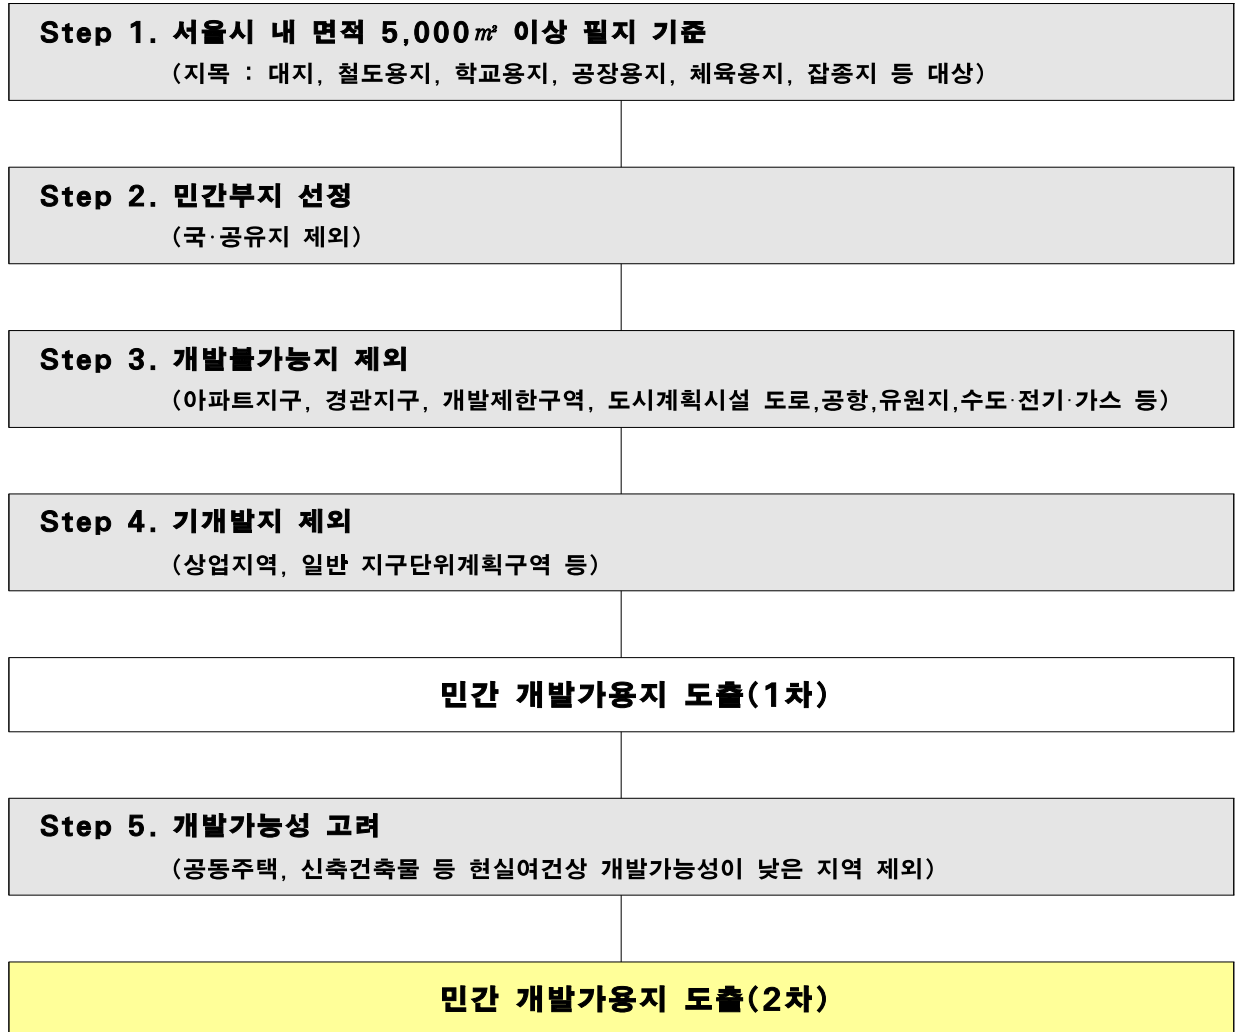 Step 1. 서울시 내 면적 5,000㎡ 이상 필지 기준
(지목 : 대지, 철도용지, 학교용지, 공장용지, 체육용지, 잡종지 등 대상)
Step 2. 민간부지 선정
(국·공유지 제외)
Step 3. 개발불가능지 제외
(아파트지구, 경관지구, 개발제한구역, 도시계획시설 도로,공항,유원지,수도·전기·가스 등)
Step 4. 기개발지 제외
(상업지역, 일반 지구단위계획구역 등)
민간 개발가용지 도출(1차)
Step 5. 개발가능성 고려
(공동주택, 신축건축물 등 현실여건상 개발가능성이 낮은 지역 제외)
민간 개발가용지 도출(2차)